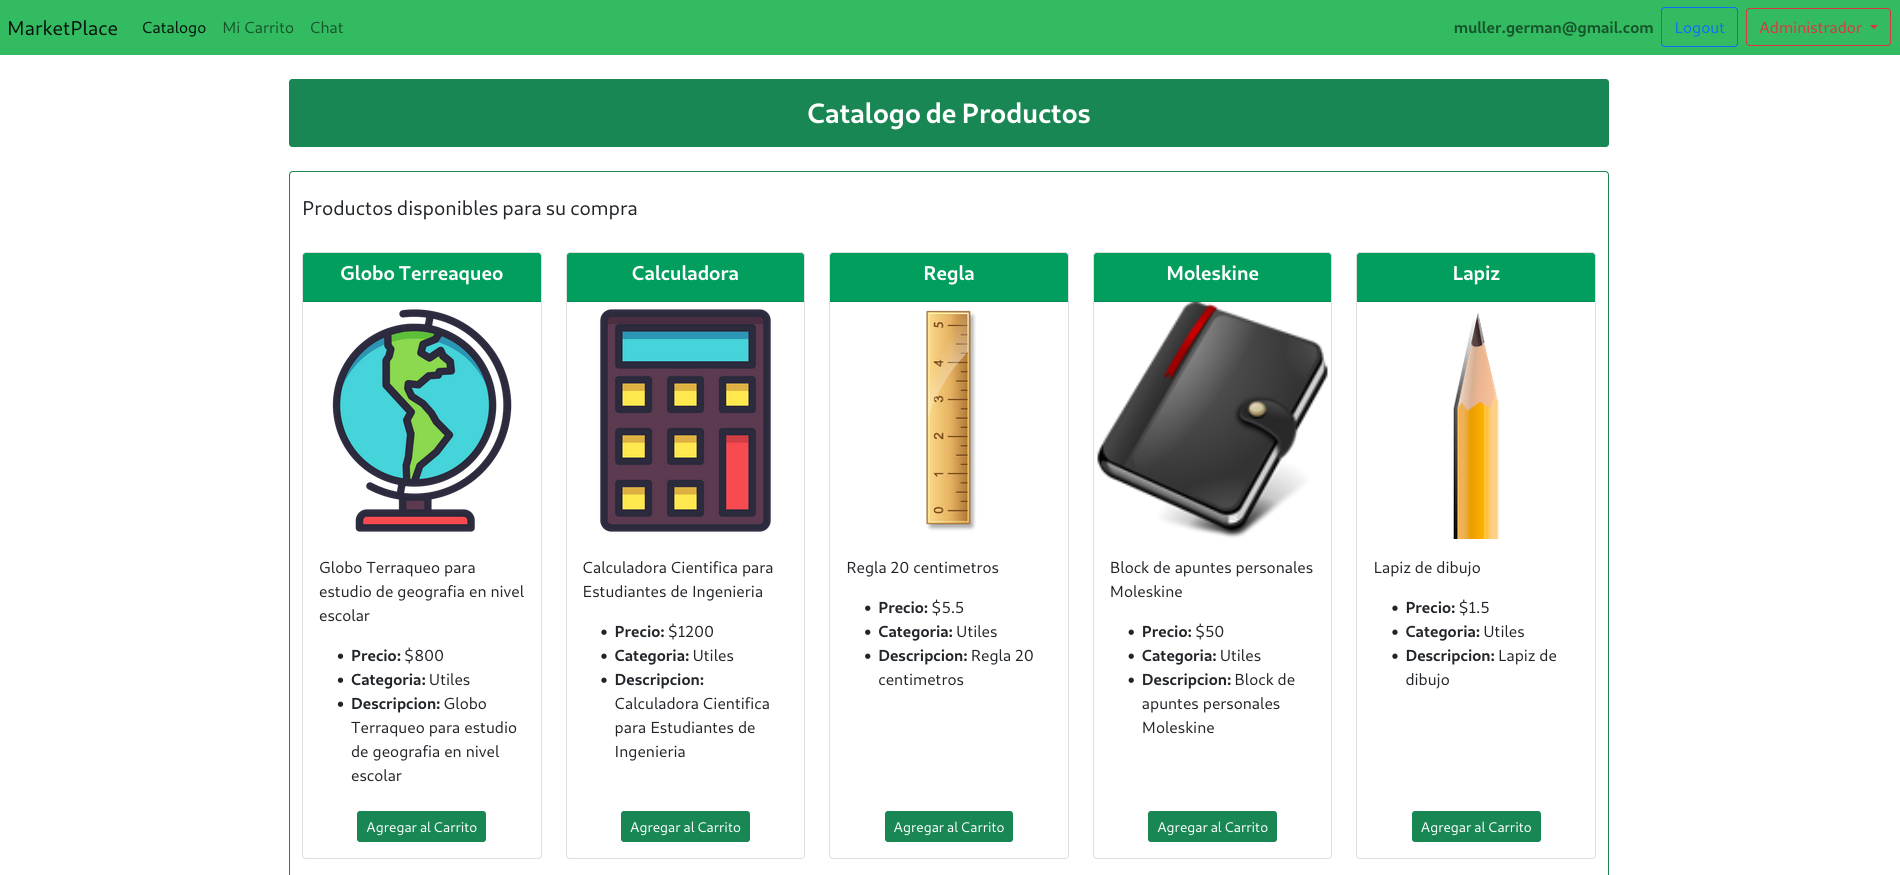 MarketPlace Catalogo Mi Carrito Chat muller.german@gmail.com Logout Administrador
Catalogo de Productos
Productos disponibles para su compra
Globo Terreaqueo
Globo Terraqueo para
estudio de geografia en nivel
escolar
Precio: $800
Categoria: Utiles
Descripcion: Globo
Terraqueo para estudio
de geografia en nivel
escolar
Agregar al Carrito
Calculadora
Calculadora Cientifica para
Estudiantes de Ingenieria
Precio: $1200
Categoria: Utiles
Descripcion:
Calculadora Cientifica
para Estudiantes de
Ingenieria
Agregar al Carrito
Regla
5
4
3
2
1
0
Regla 20 centimetros
Precio: $5.5
Categoria: Utiles
Descripcion: Regla 20
centimetros
Agregar al Carrito
Moleskine
Block de apuntes personales
Moleskine
Precio: $50
Categoria: Utiles
Descripcion: Block de
apuntes personales
Moleskine
Agregar al Carrito
Lapiz
Lapiz de dibujo
Precio: $1.5
Categoria: Utiles
Descripcion: Lapiz de
dibujo
Agregar al Carrito